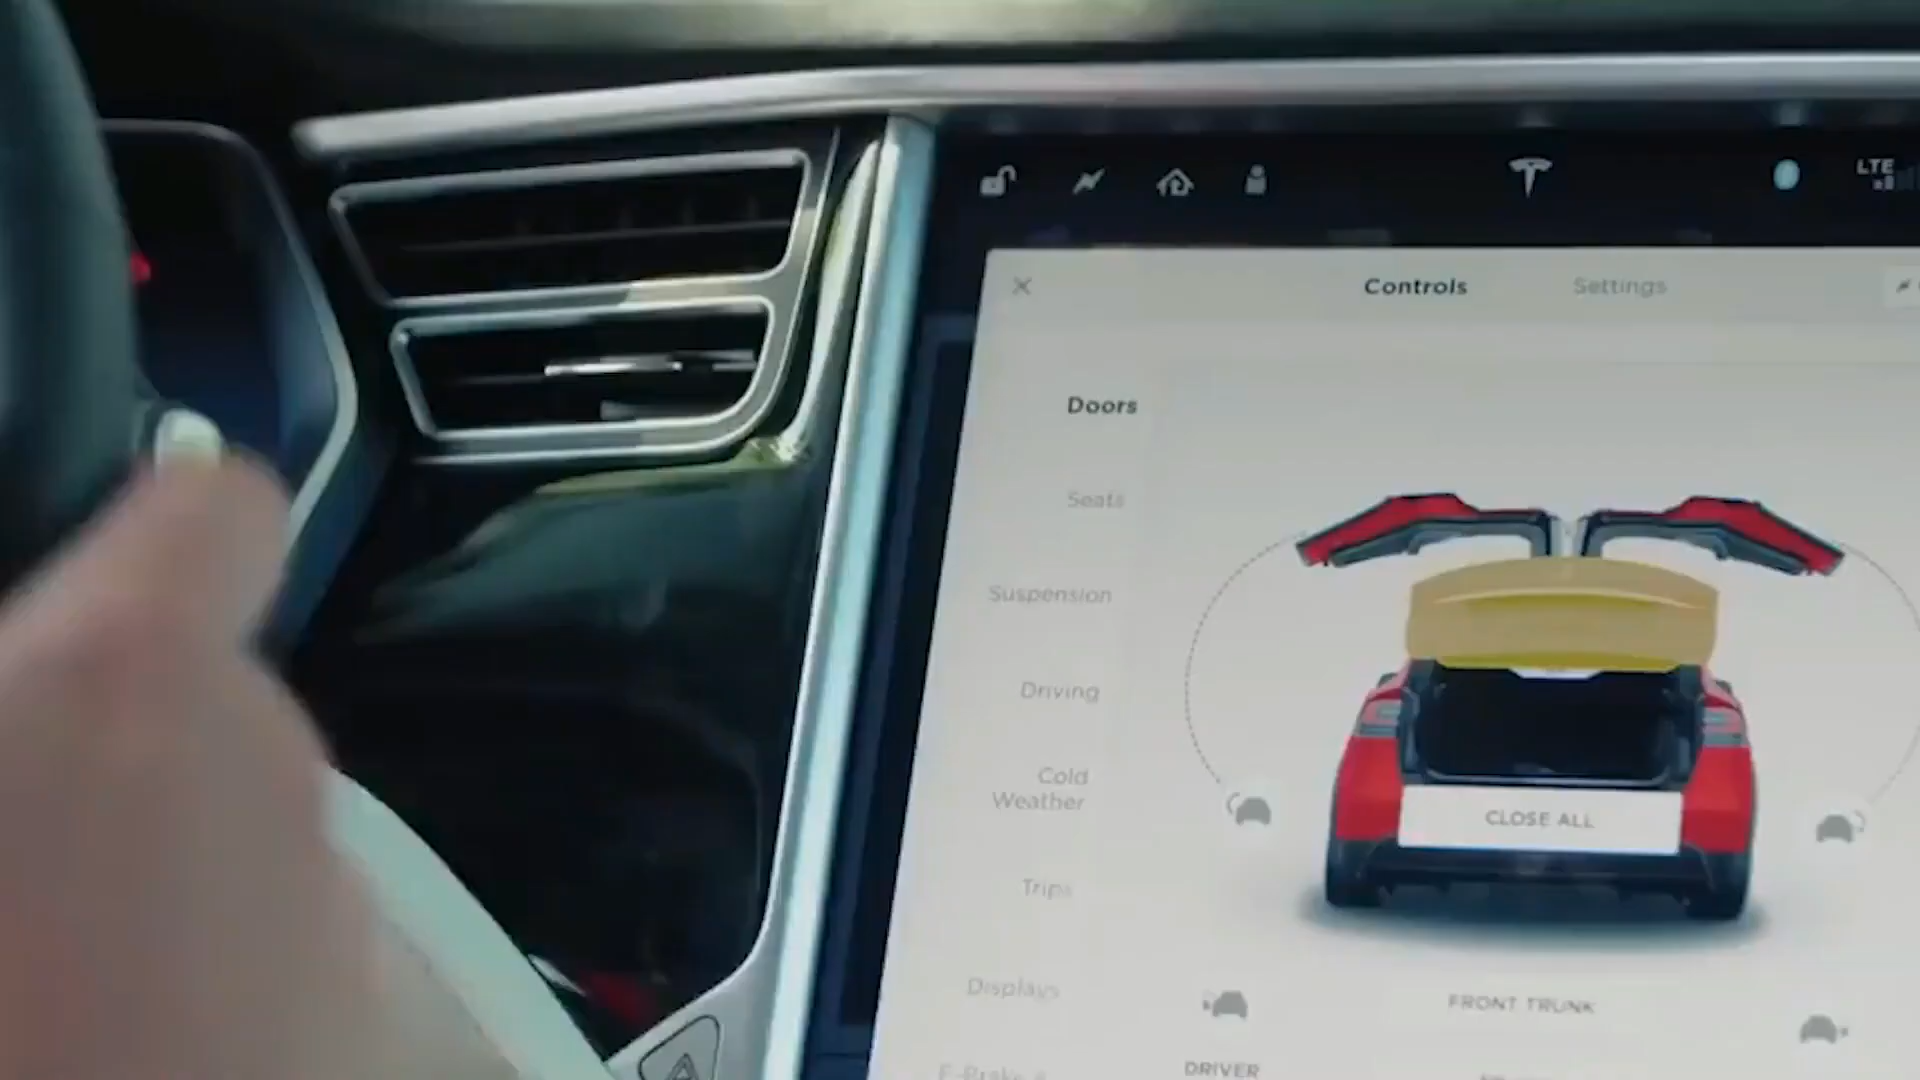 LTE
Controls
Settings
Doors
Seats
Suspension
Driving
Cold
Weather
CLOSE ALL
Trips
Displays
FRONT TRUNK
DRIVER